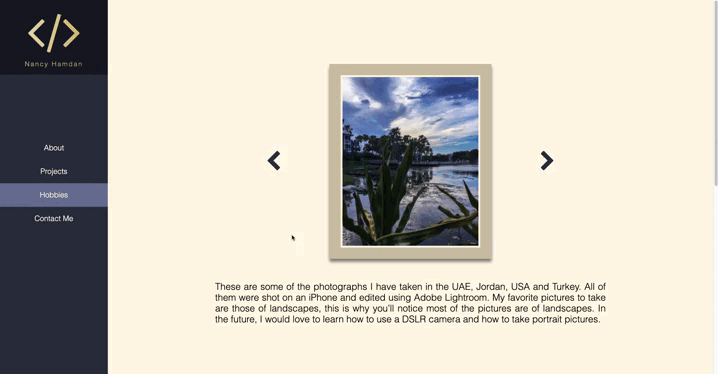 </>
Nancy Hamdan
About
Projects
Hobbies
Contact Me
These are some of the photographs I have taken in the UAE, Jordan, USA and Turkey. All of
them were shot on an iPhone and edited using Adobe Lightroom. My favorite pictures to take
are those of landscapes, this is why you'll notice most of the pictures are of landscapes. In
the future, I would love to learn how to use a DSLR camera and how to take portrait pictures.